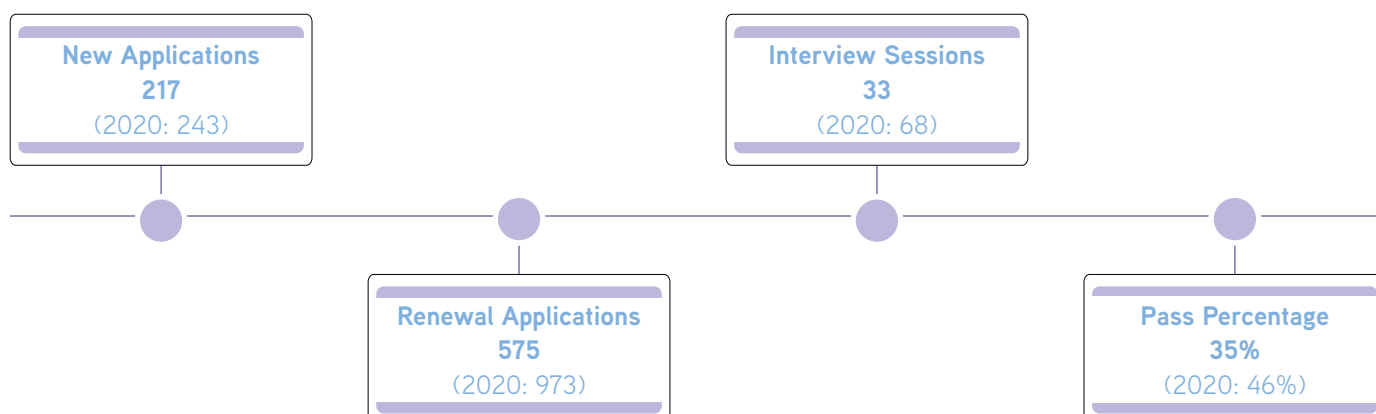 New Applications
217
(2020: 243)
Renewal Applications
575
(2020: 973)
Interview Sessions
33
(2020: 68)
Pass Percentage
35%
(2020: 46%)